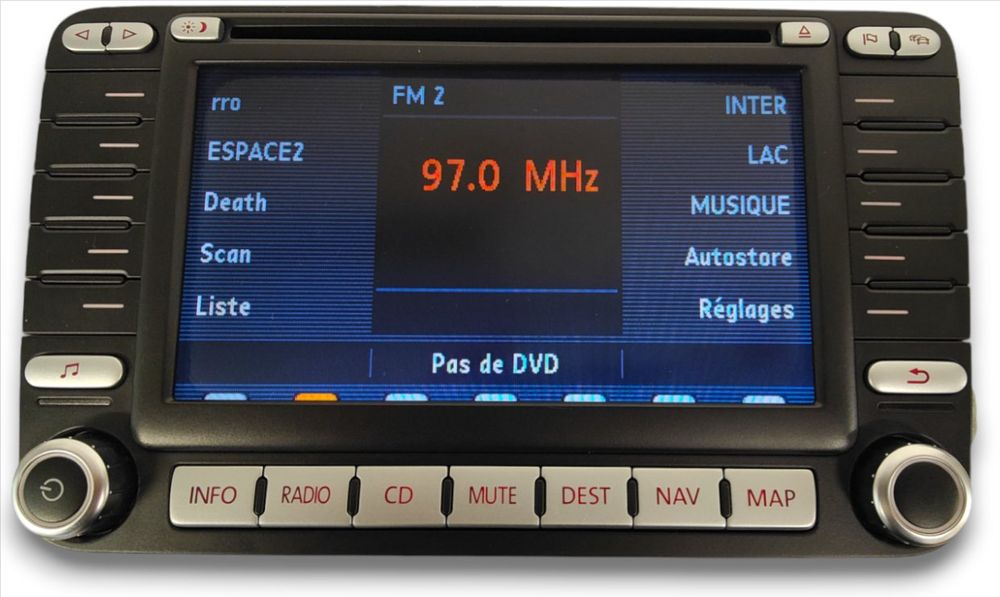 FM 2
rro
INTER
ESPACE2
LAC
97.0 MHz
Death
MUSIQUE
Scan
Autostore
Liste
Réglages
Pas de DVD
INFO
RADIO
CD
MUTE
DEST
NAV
MAP